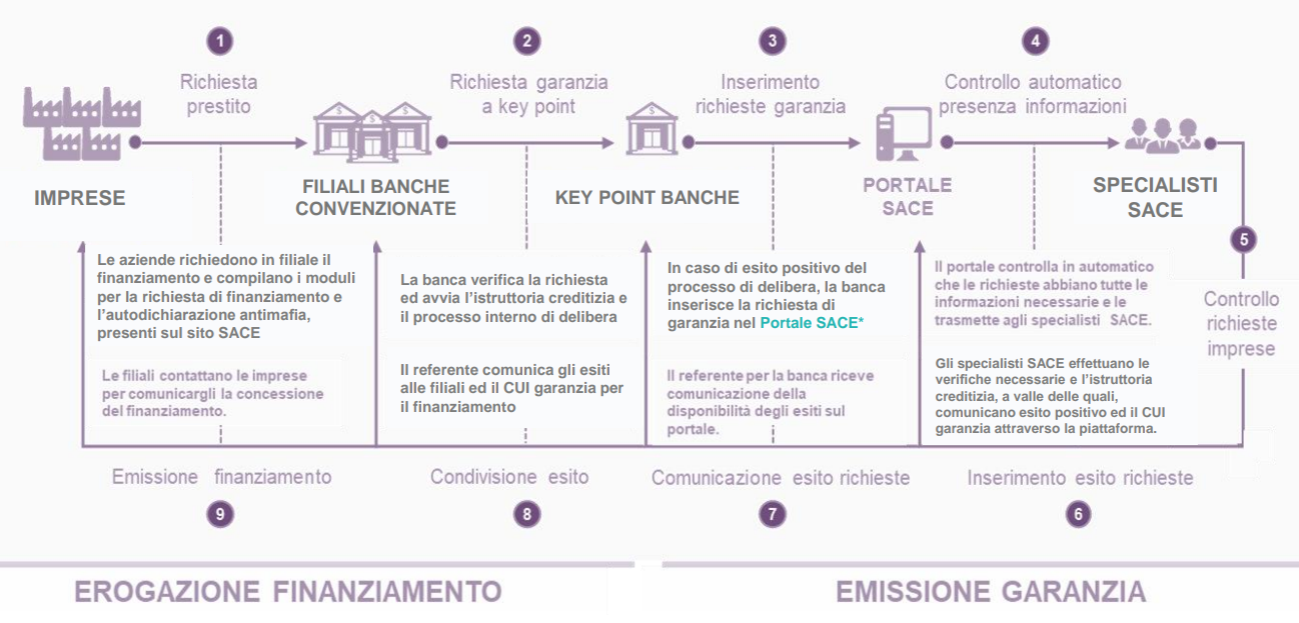 1
Richiesta
prestito
2
Richiesta garanzia
a key point
3
Inserimento
richieste garanzia
4
Controllo automatico
presenza informazioni
IMPRESE
FILIALI BANCHE
CONVENZIONATE
KEY POINT BANCHE
PORTALE
SACE
SPECIALISTI
SACE
5
Controllo
richieste
imprese
Le aziende richiedono in filiale il
finanziamento e compilano i moduli
per la richiesta di finanziamento e
l'autodichiarazione antimafia,
presenti sul sito SACE
La banca verifica la richiesta
ed avvia l'istruttoria creditizia e
il processo interno di delibera
In caso di esito positivo del
processo di delibera, la banca
inserisce la richiesta di
garanzia nel Portale SACE*
Il portale controlla in automatico
che le richieste abbiano tutte le
informazioni necessarie e le
trasmette agli specialisti SACE.
Le filiali contattano le imprese
per comunicargli la concessione
del finanziamento.
Il referente comunica gli esiti
alle filiali ed il CUI garanzia per
il finanziamento
Il referente per la banca riceve
comunicazione della
disponibilità degli esiti sul
portale.
Gli specialisti SACE effettuano le
verifiche necessarie e l'istruttoria
creditizia, a valle delle quali,
comunicano esito positivo ed il CUI
garanzia attraverso la piattaforma.
Emissione finanziamento
9
Condivisione esito
8
Comunicazione esito richieste
7
Inserimento esito richieste
6
EROGAZIONE FINANZIAMENTO
EMISSIONE GARANZIA